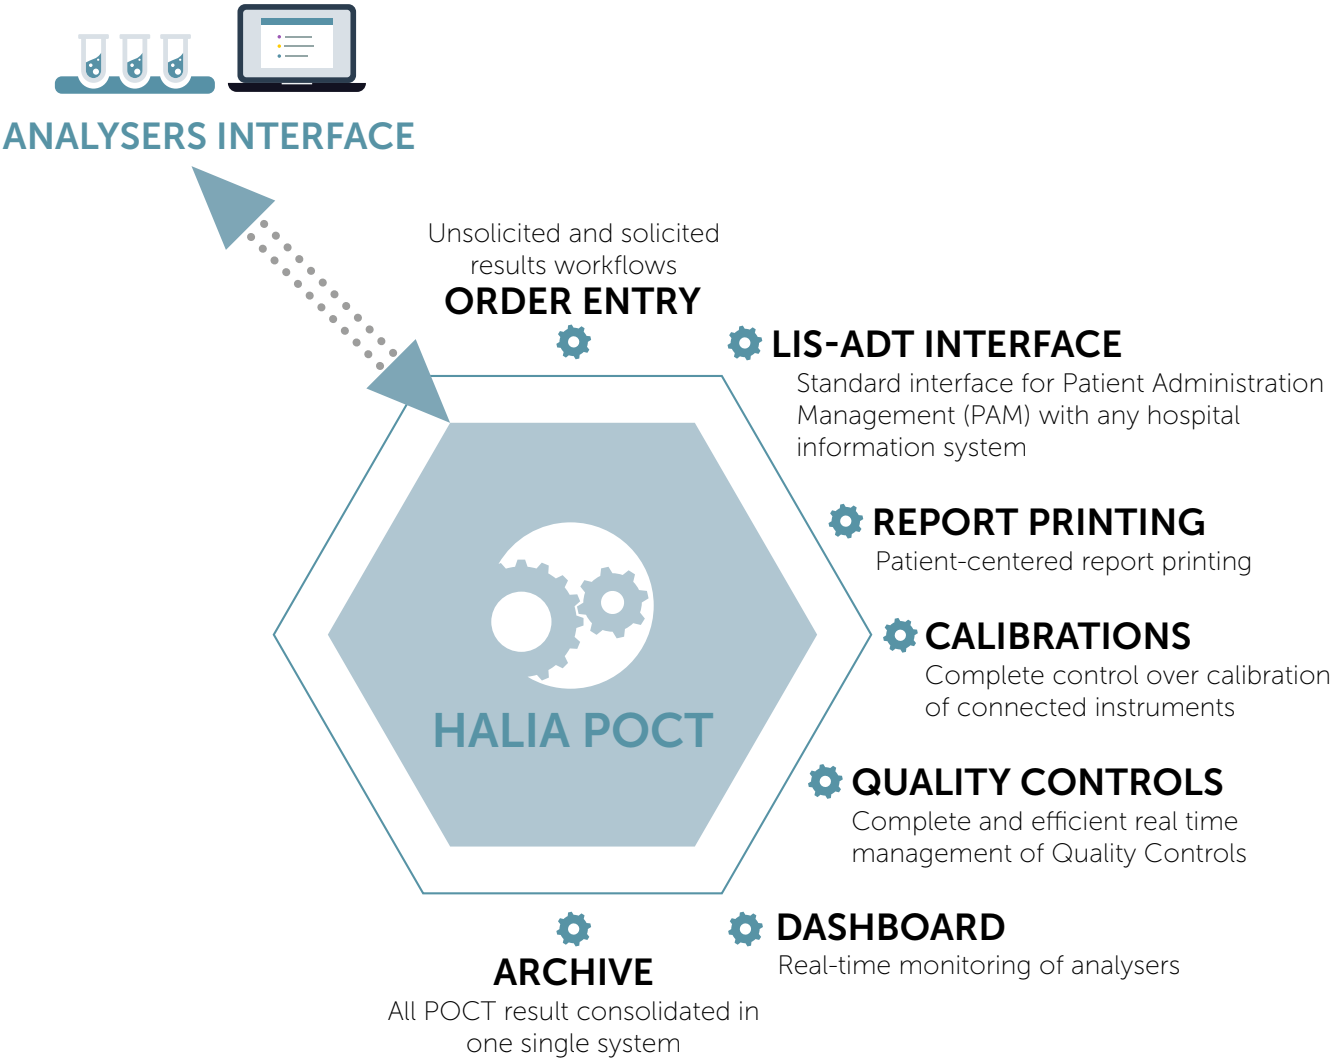 ANALYSERS INTERFACE
Unsolicited and solicited
results workflows
ORDER ENTRY
LIS-ADT INTERFACE
Standard interface for Patient Administration
Management (PAM) with any hospital
information system
REPORT PRINTING
Patient-centered report printing
CALIBRATIONS
Complete control over calibration
of connected instruments
HALIA POCT
QUALITY CONTROLS
Complete and efficient real time
management of Quality Controls
DASHBOARD
Real-time monitoring of analysers
ARCHIVE
All POCT result consolidated in
one single system